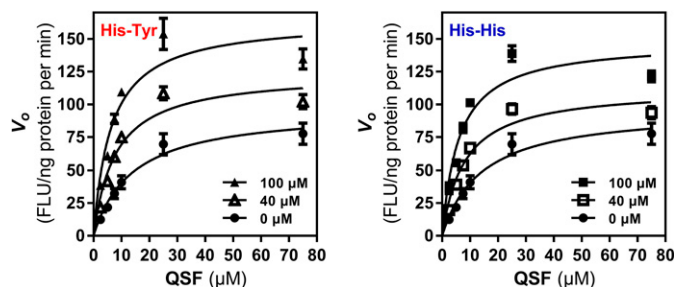 His-Tyr
V₀
(FLU/ng protein per min)
150
125
100
75
50
25
0
100 µM
40 µM
0 µM
0 10 20 30 40 50 60 70 80
QSF (µM)
His-His
V₀
(FLU/ng protein per min)
150
125
100
75
50
25
0
100 µM
40 µM
0 µM
0 10 20 30 40 50 60 70 80
QSF (µM)